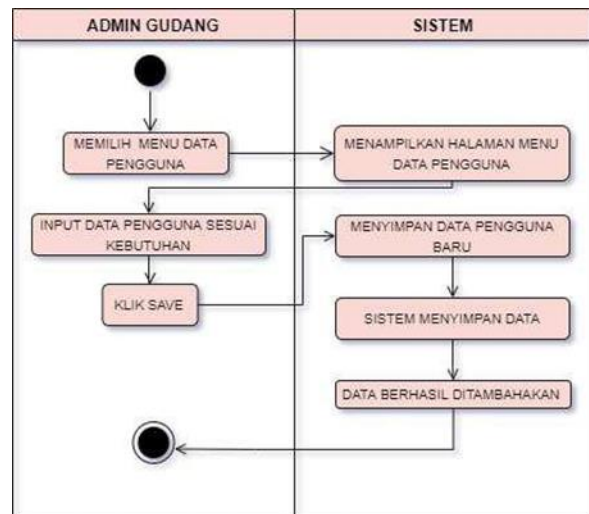 ADMIN GUDANG
SISTEM
MEMILIH MENU DATA
PENGGUNA
MENAMPILKAN HALAMAN MENU
DATA PENGGUNA
INPUT DATA PENGGUNA SESUAI
KEBUTUHAN
MENYIMPAN DATA PENGGUNA
BARU
KLIK SAVE
SISTEM MENYIMPAN DATA
DATA BERHASIL DITAMBAHAKAN